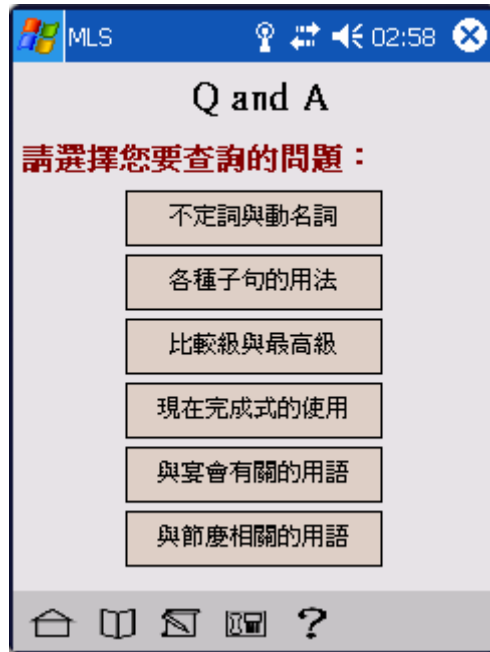 MLS 02:58
Q and A
請選擇您要查詢的問題：
不定詞與動名詞
各種子句的用法
比較級與最高級
現在完成式的使用
與宴會有關的用語
與節慶相關的用語
?